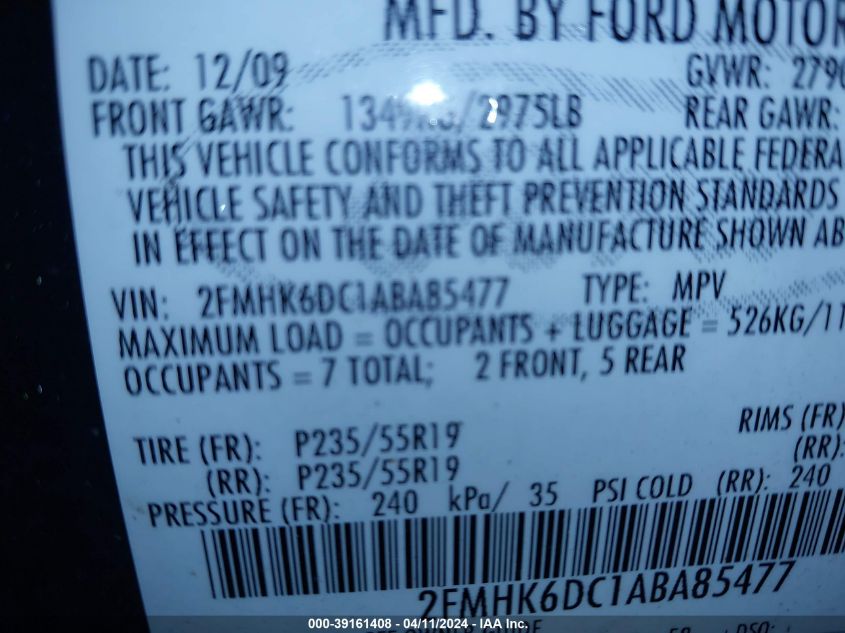 MFD. BY FORD MOTOR
DATE: 12/09 GVWR: 2790
FRONT GAWR: 2975LB REAR GAWR:
THIS VEHICLE CONFORMS TO ALL APPLICABLE FEDERA
VEHICLE SAFETY AND THEFT PREVENTION STANDARDS
IN EFFECT ON THE DATE OF MANUFACTURE SHOWN AB
VIN: 2FMHK6DC1ABA85477 TYPE: MPV
MAXIMUM LOAD = OCCUPANTS + LUGGAGE = 526KG/11
OCCUPANTS = 7 TOTAL; 2 FRONT, 5 REAR
TIRE (FR): P235/55R19 RIMS (FR)
(RR): P235/55R19 (RR):
PRESSURE (FR): 240 kPa/ 35 PSI COLD (RR): 240
2FMHK6DC1ABA85477
000-39161408 - 04/11/2024 - IAA Inc.